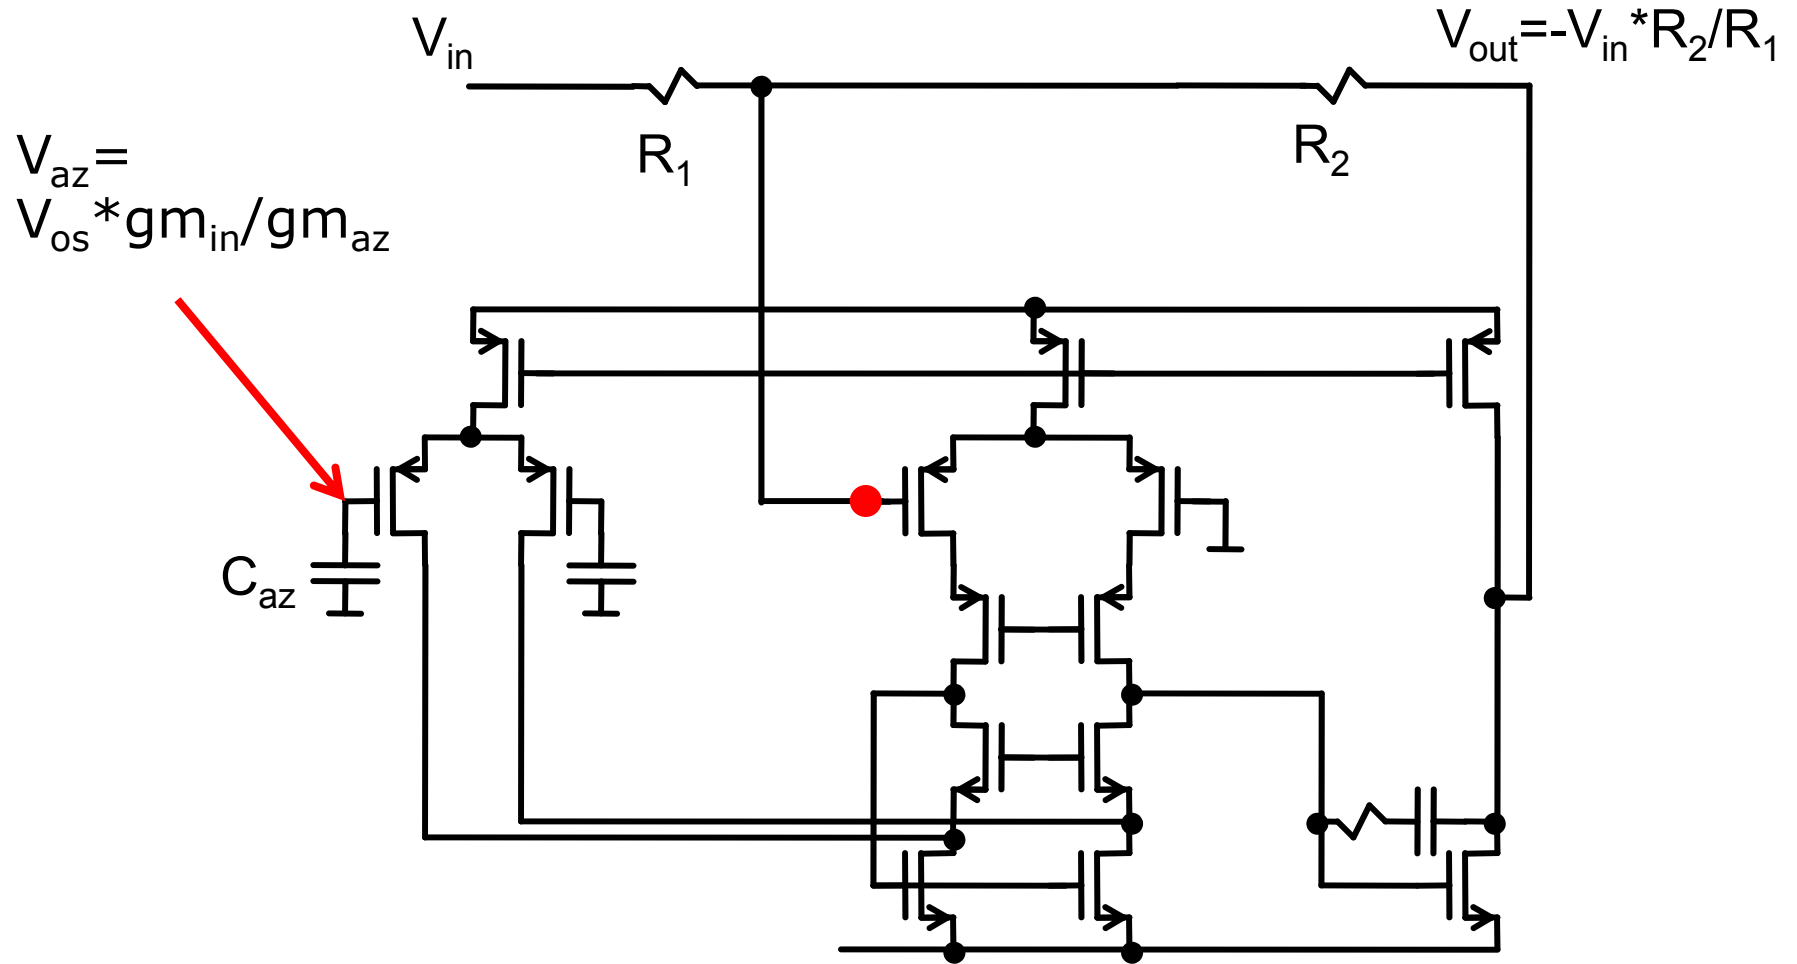 V_in
V_out=-V_in*R_2/R_1
R_1
R_2
V_az=
V_os*gm_in/gm_az
C_az